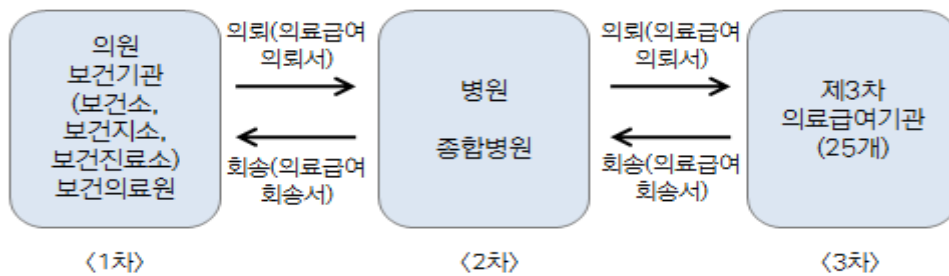 의원
보건기관
(보건소,
보건지소,
보건진료소)
보건의료원
의뢰(의료급여
의뢰서)
회송(의료급여
회송서)
병원
종합병원
의뢰(의료급여
의뢰서)
회송(의료급여
회송서)
제3차
의료급여기관
(25개)
〈1차〉
〈2차〉
〈3차〉